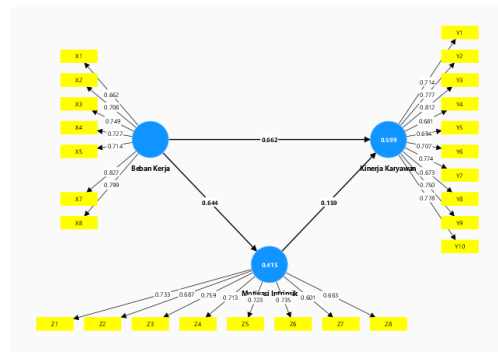 Y1
X1
Y2
X2
Y3
X3
Y4
X4
Y5
X5
Y6
Y7
X7
Y8
X8
Y9
Y10
0.662
0.708
0.749
0.727
0.714
0.827
0.799
0.714
0.777
0.812
0.681
0.694
0.707
0.774
0.673
0.750
0.778
0.662
0.599
Beban Kerja
Kinerja Karyawan
0.644
0.159
0.415
Motivasi Intrinsik
0.733
0.687
0.759
0.713
0.723
0.735
0.601
0.663
Z1
Z2
Z3
Z4
Z5
Z6
Z7
Z8